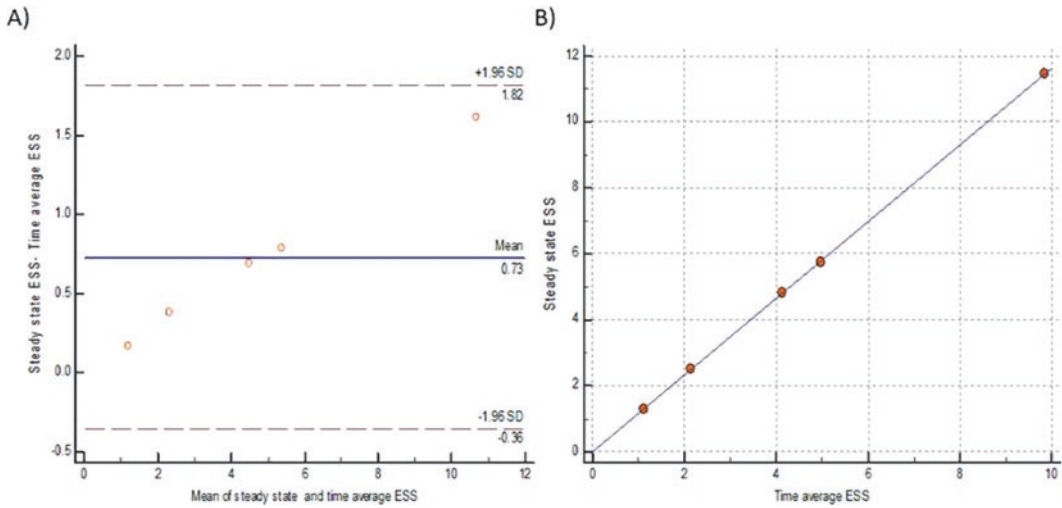 A)
B)
Steady state ESS- Time average ESS
2.0
1.5
1.0
0.5
0.0
-0.5
+1.96 SD
1.82
Mean
0.73
-1.96 SD
-0.36
0 2 4 6 8 10 12
Mean of steady state and time average ESS
Steady state ESS
12
10
8
6
4
2
0
0 2 4 6 8 10
Time average ESS